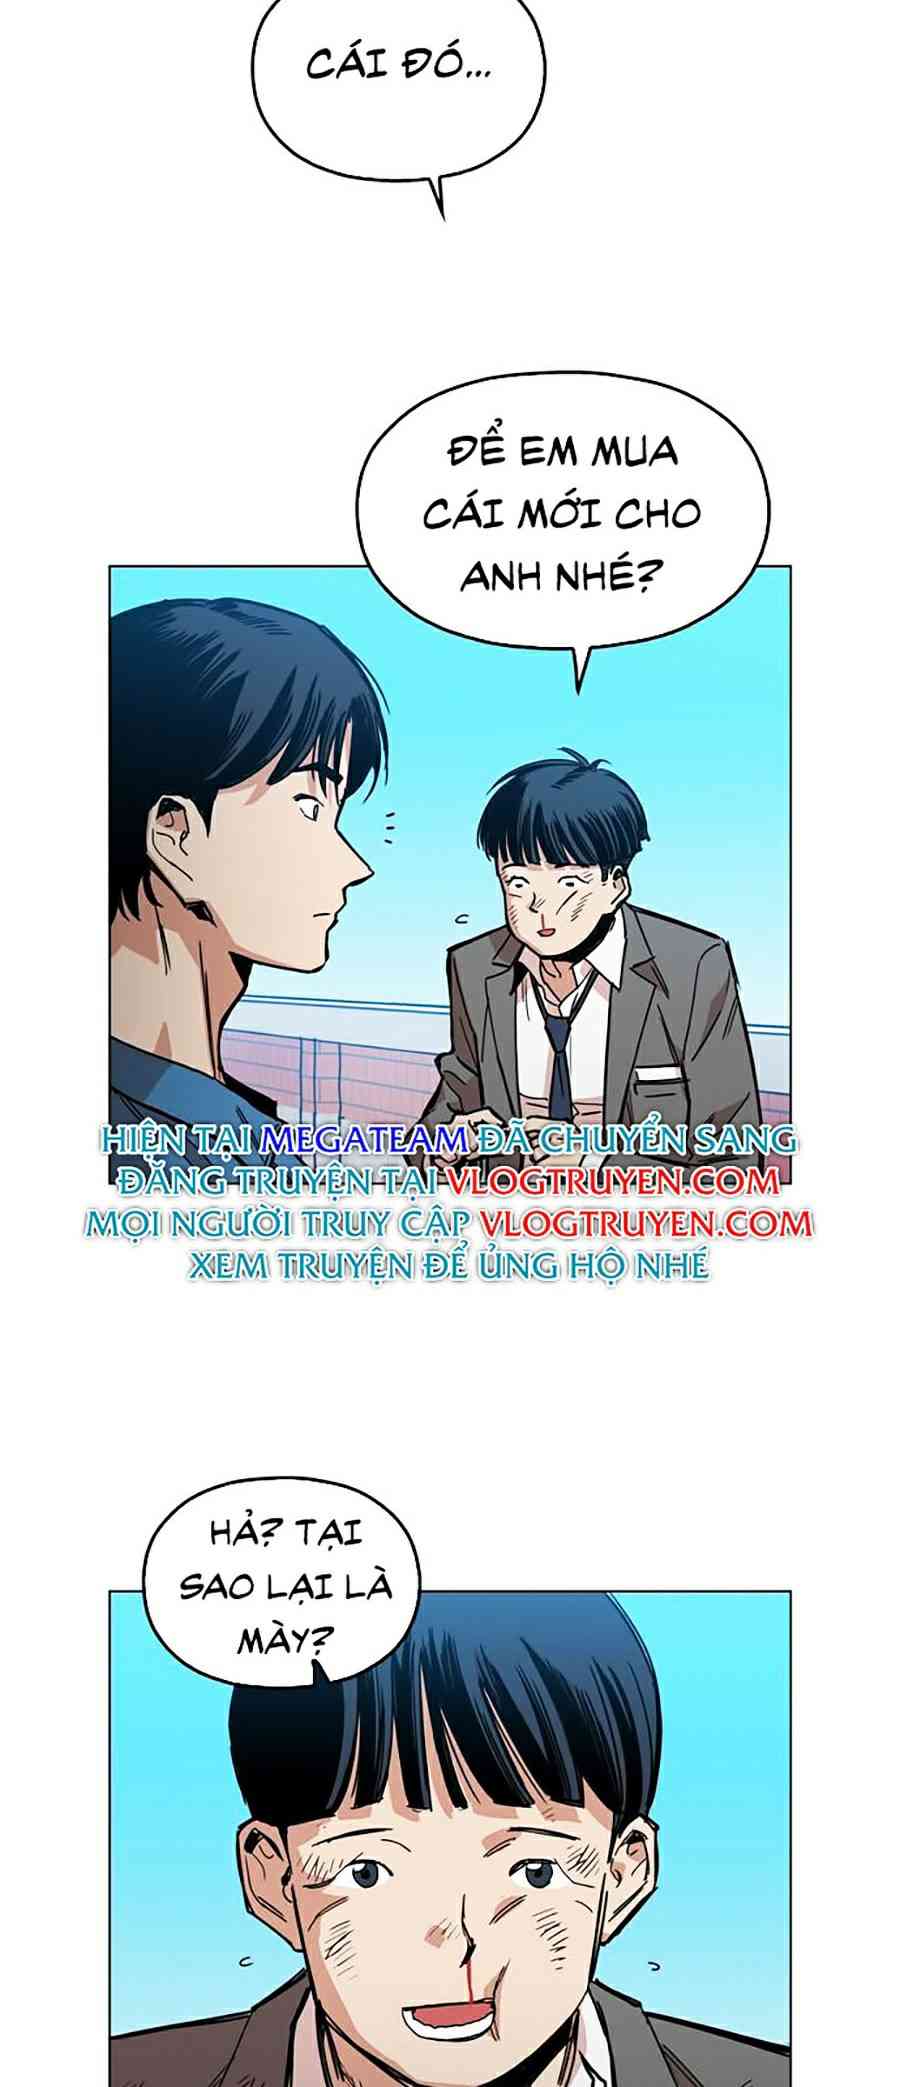 CÁI ĐÓ...
ĐỂ EM MUA
CÁI MỚI CHO
ANH NHÉ?
HIỆN TẠI MEGATEAM ĐÃ CHUYỂN SANG
ĐĂNG TRUYỆN TẠI VLOGTRUYEN.COM
MỌI NGƯỜI TRUY CẬP VLOGTRUYEN.COM
XEM TRUYỆN ĐỂ ỦNG HỘ NHÉ
HẢ? TẠI
SAO LẠI LÀ
MÀY?